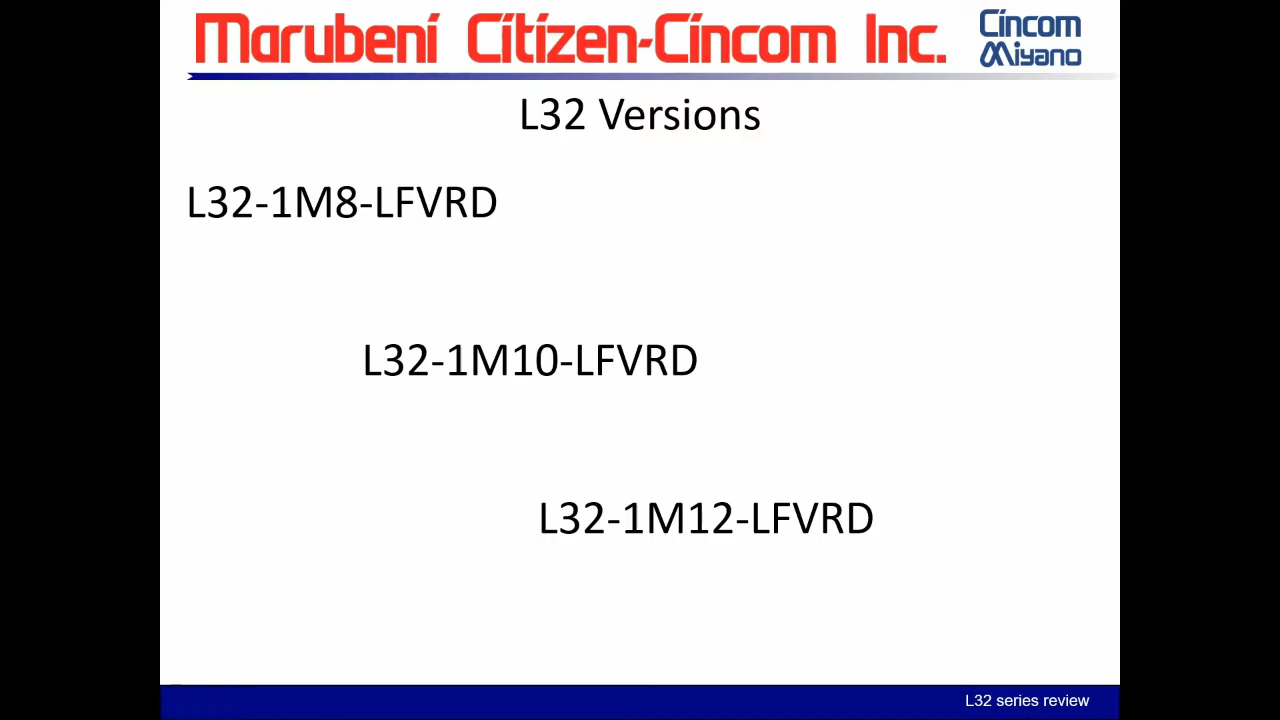 Marubeni Citizen-Cincom Inc.
Cincom
Miyano
L32 Versions
L32-1M8-LFVRD
L32-1M10-LFVRD
L32-1M12-LFVRD
L32 series review